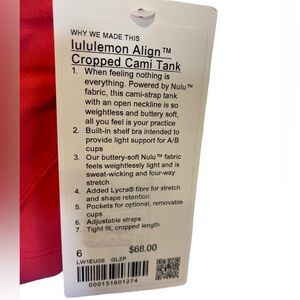 WHY WE MADE THIS
lululemon Align™
Cropped Cami Tank
1. When feeling nothing is
everything. Powered by Nulu™
fabric, this cami-strap tank
with an open neckline is so
weightless and buttery soft,
all you feel is your practice
2. Built-in shelf bra intended to
provide light support for A/B
cups
3. Our buttery-soft Nulu™ fabric
feels weightlessly light and is
sweat-wicking and four-way
stretch
4. Added Lycra® fibre for stretch
and shape retention
5. Pockets for optional, removable
cups
6. Adjustable straps
7. Tight fit, cropped length
6 $68.00
LW1EU0S GLZP
000151601274